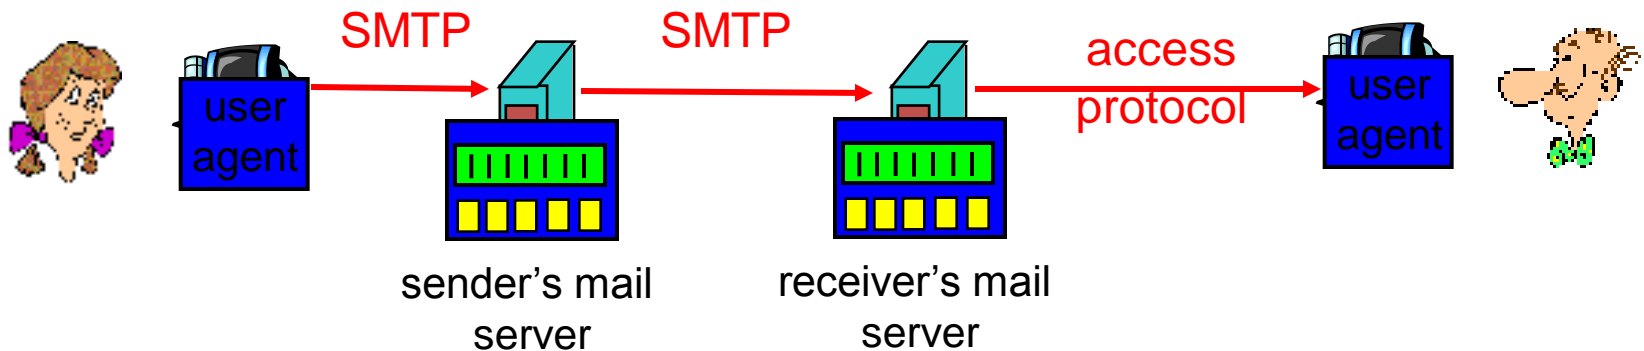 SMTP
SMTP
access
protocol
user
agent
user
agent
sender’s mail
server
receiver’s mail
server